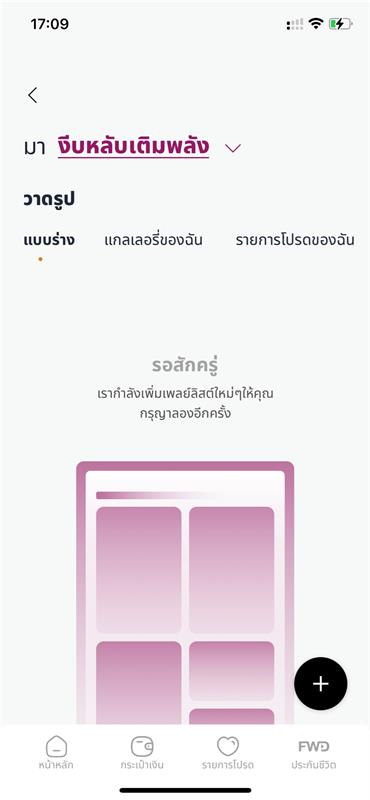 17:09
มา งีบหลับเติมพลัง
วาดรูป
แบบร่าง แกลเลอรี่ของฉัน รายการโปรดของฉัน
รอสักครู่
เรากำลังเพิ่มเพลย์ลิสต์ใหม่ๆให้คุณ
กรุญาลองอีกครั้ง
หน้าหลัก กระเป๋าเงิน รายการโปรด FWD ประกันชีวิต